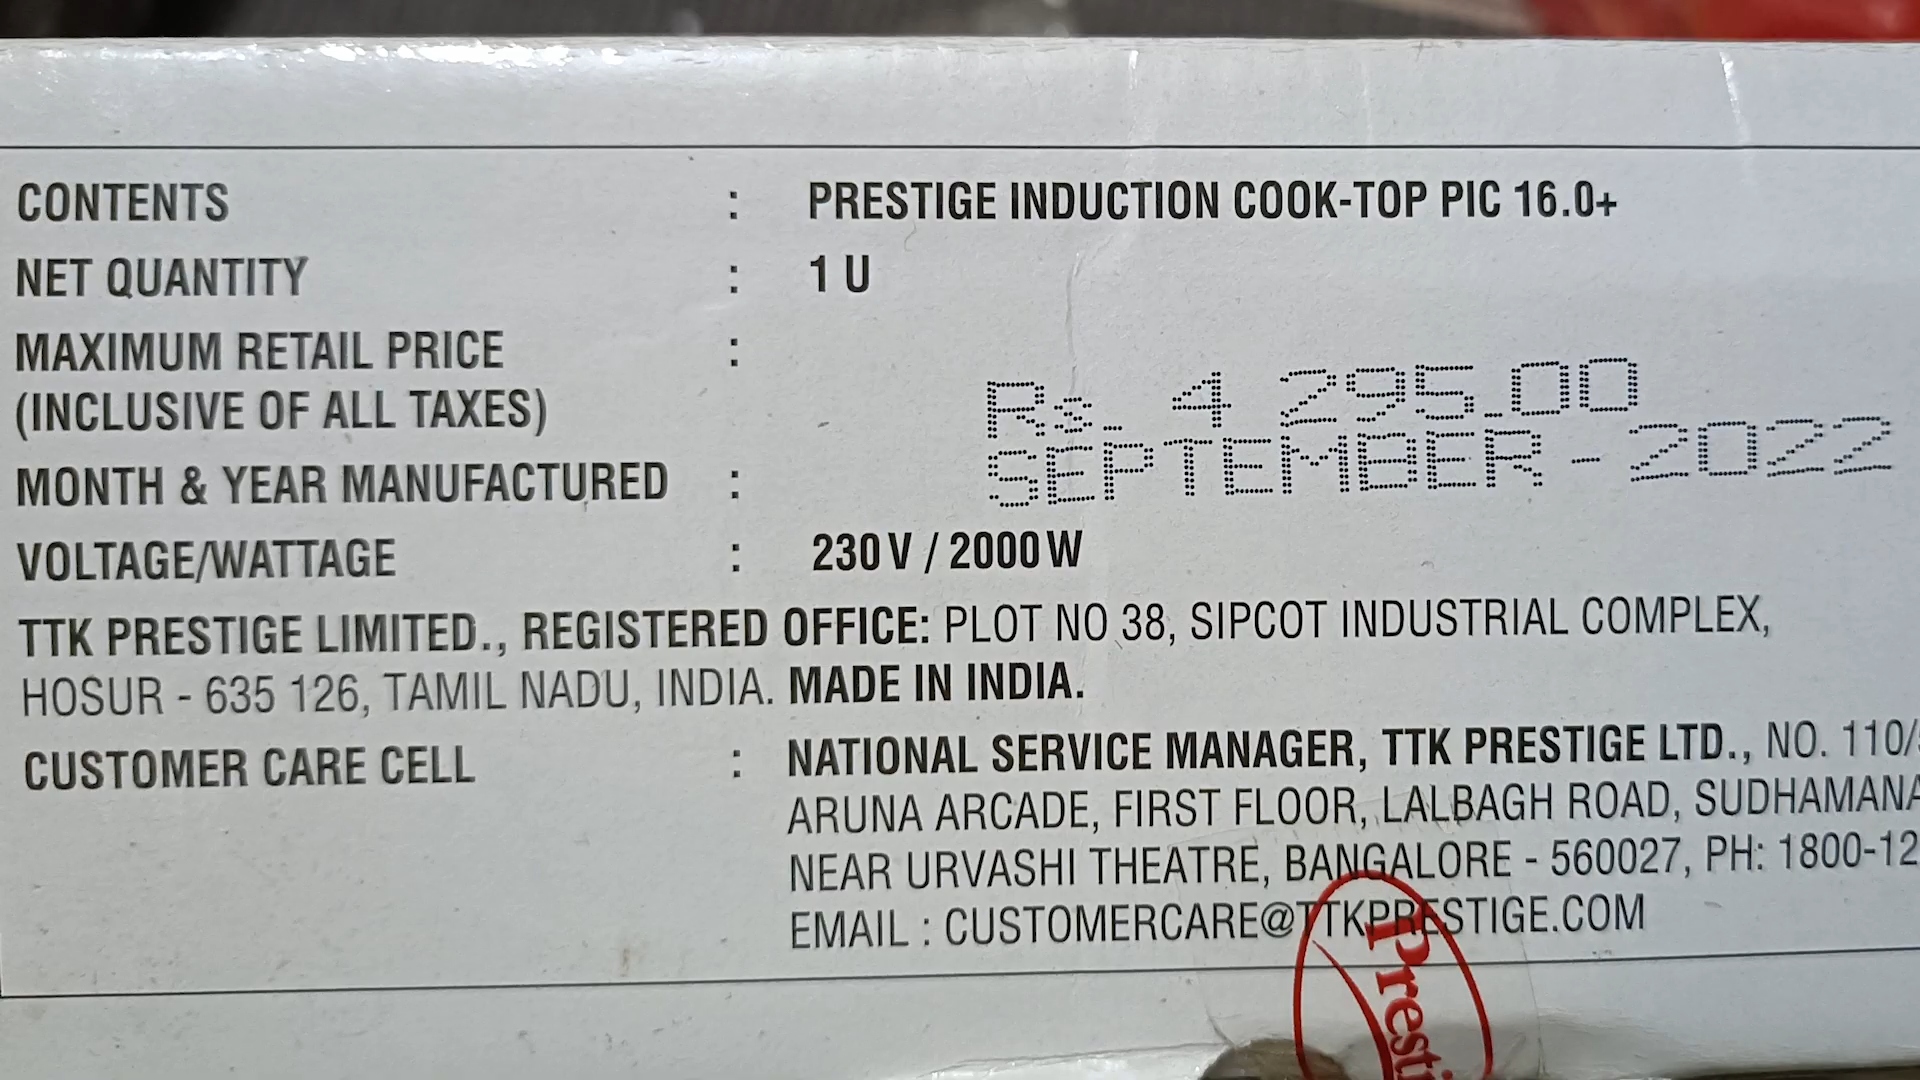 CONTENTS : PRESTIGE INDUCTION COOK-TOP PIC 16.0+
NET QUANTITY : 1 U
MAXIMUM RETAIL PRICE :
(INCLUSIVE OF ALL TAXES) Rs. 4 295.00
MONTH & YEAR MANUFACTURED : SEPTEMBER - 2022
VOLTAGE/WATTAGE : 230 V / 2000 W
TTK PRESTIGE LIMITED., REGISTERED OFFICE: PLOT NO 38, SIPCOT INDUSTRIAL COMPLEX,
HOSUR - 635 126, TAMIL NADU, INDIA. MADE IN INDIA.
CUSTOMER CARE CELL : NATIONAL SERVICE MANAGER, TTK PRESTIGE LTD., NO. 110/
ARUNA ARCADE, FIRST FLOOR, LALBAGH ROAD, SUDHAMANA
NEAR URVASHI THEATRE, BANGALORE - 560027, PH: 1800-12
EMAIL : CUSTOMERCARE@TTKPRESTIGE.COM
Presti